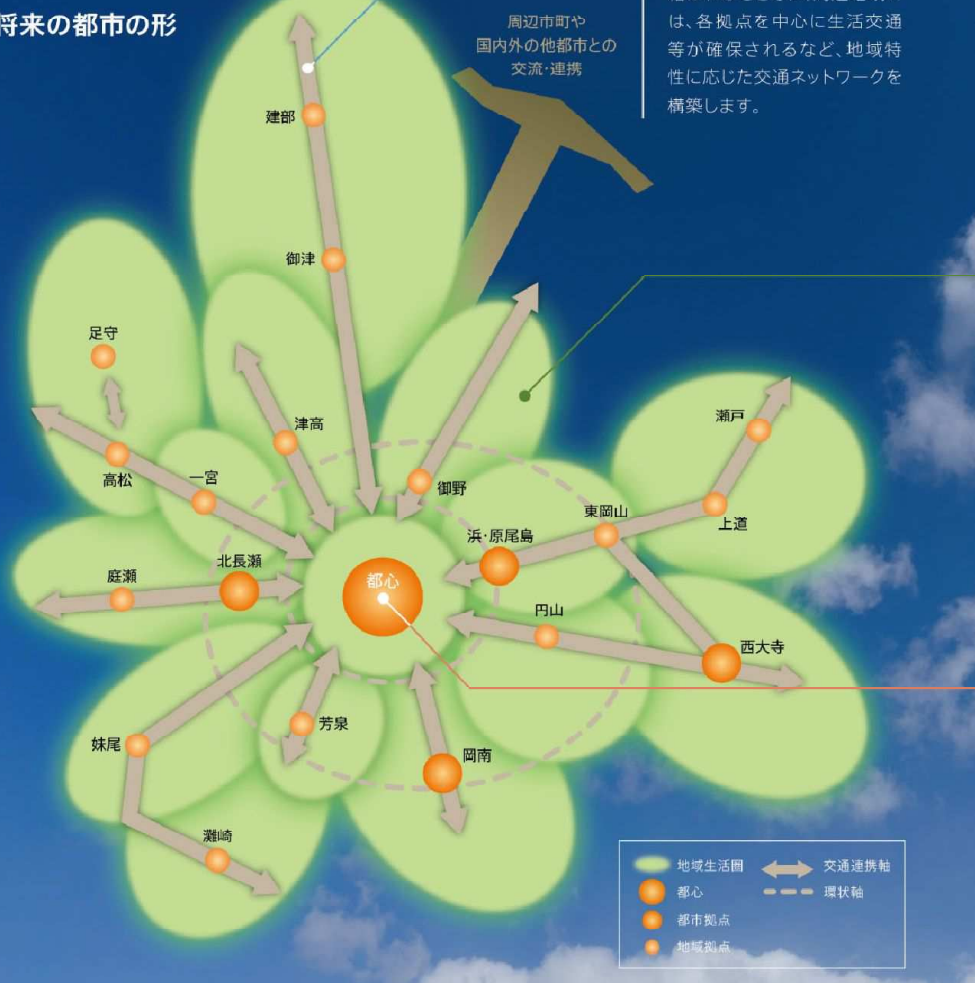 将来の都市の形
周辺市町や
国内外の他都市との
交流・連携
は、各拠点を中心に生活交通
等が確保されるなど、地域特
性に応じた交通ネットワークを
構築します。
建部
御津
足守
津高
瀬戸
高松
一宮
御野
東岡山
上道
浜・原尾島
庭瀬
北長瀬
都心
円山
西大寺
妹尾
芳泉
岡南
灘崎
地域生活圏
交通連携軸
都心
環状軸
都市拠点
地域拠点